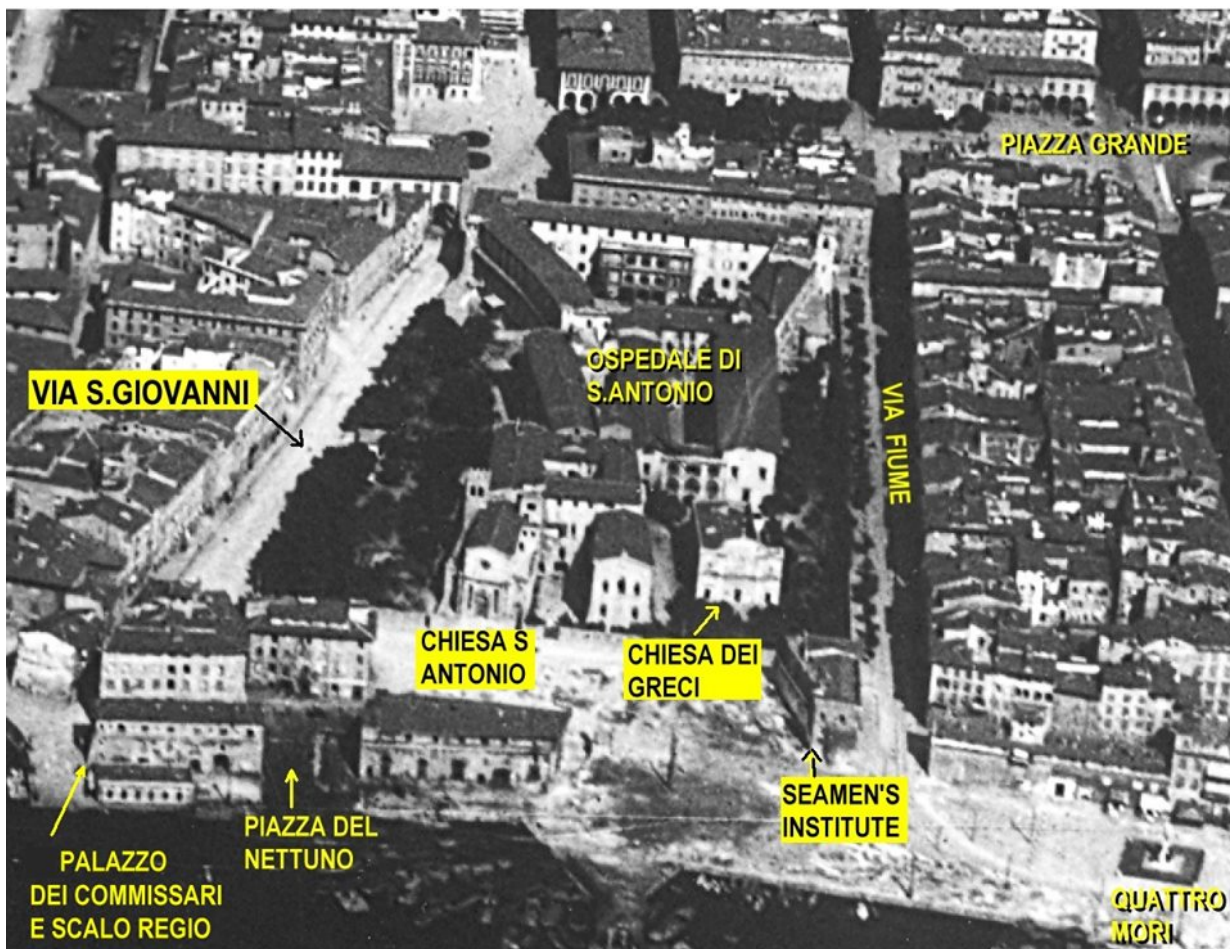 PIAZZA GRANDE
OSPEDALE DI
S.ANTONIO
VIA S.GIOVANNI
VIA FIUME
CHIESA S
ANTONIO
CHIESA DEI
GRECI
SEAMEN'S
INSTITUTE
PIAZZA DEL
NETTUNO
PALAZZO
DEI COMMISSARI
E SCALO REGIO
QUATTRO
MORI